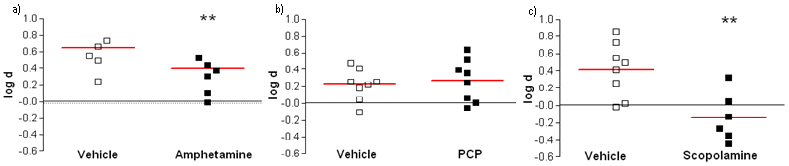 a)
**
1.0
0.8
0.6
0.4
0.2
-0.0
-0.2
-0.4
-0.6
log d
Vehicle
Amphetamine
b)
1.0
0.8
0.6
0.4
0.2
-0.0
-0.2
-0.4
-0.6
log d
Vehicle
PCP
c)
**
1.0
0.8
0.6
0.4
0.2
-0.0
-0.2
-0.4
-0.6
log d
Vehicle
Scopolamine